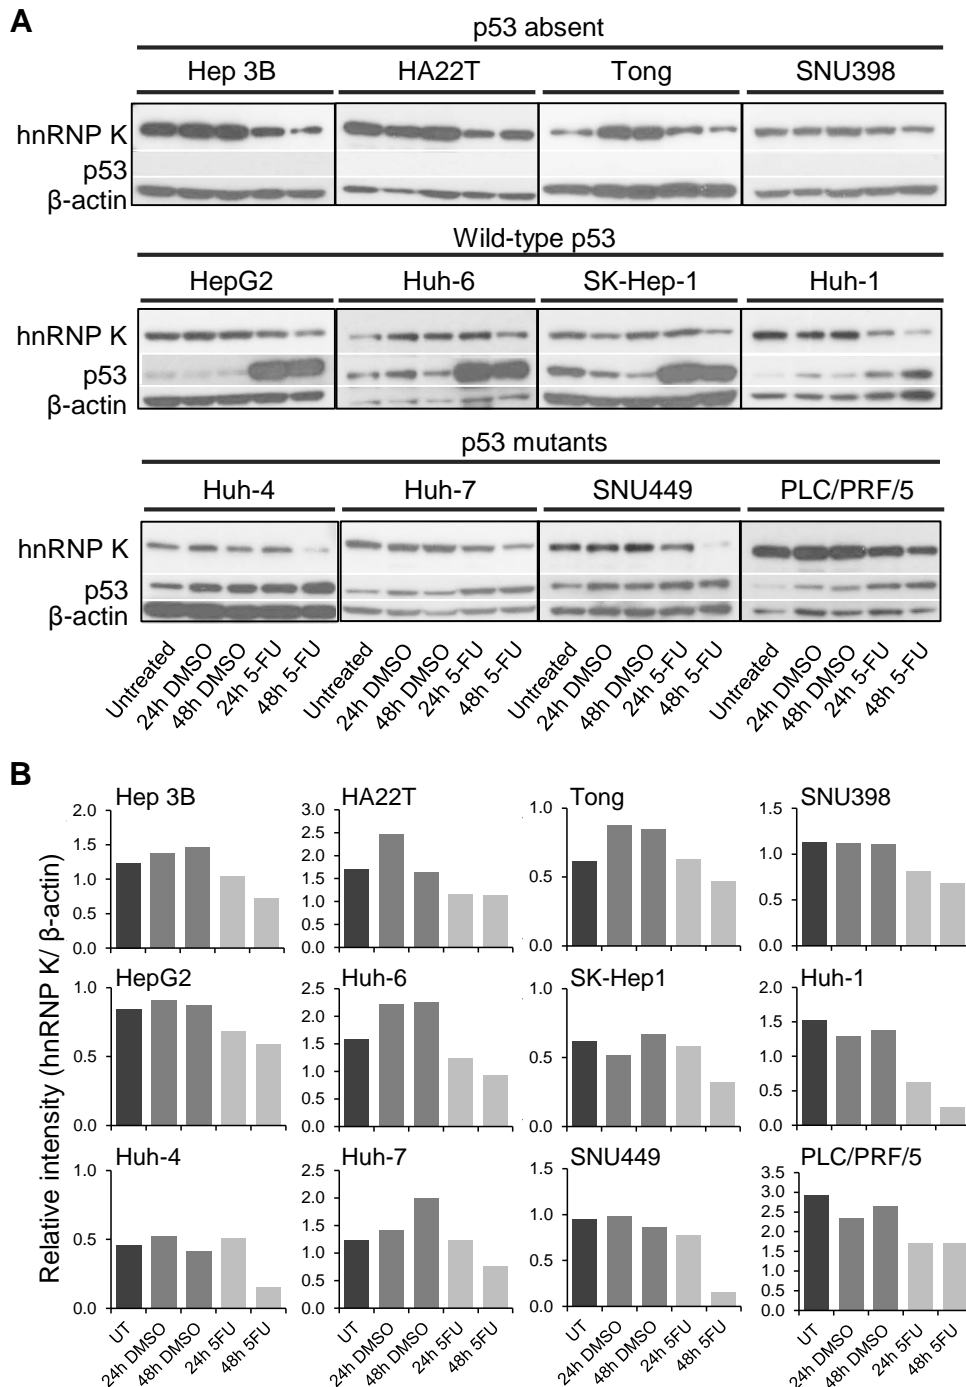 A
p53 absent
Hep 3B HA22T Tong SNU398
hnRNP K
p53
β-actin
Wild-type p53
HepG2 Huh-6 SK-Hep-1 Huh-1
hnRNP K
p53
β-actin
p53 mutants
Huh-4 Huh-7 SNU449 PLC/PRF/5
hnRNP K
p53
β-actin
Untreated 24h DMSO 48h DMSO 24h 5-FU 48h 5-FU Untreated 24h DMSO 48h DMSO 24h 5-FU 48h 5-FU Untreated 24h DMSO 48h DMSO 24h 5-FU 48h 5-FU Untreated 24h DMSO 48h DMSO 24h 5-FU 48h 5-FU
B
Relative intensity (hnRNP K/ β-actin)
Hep 3B
2.0
1.5
1.0
0.5
0.0
HA22T
3.0
2.5
2.0
1.5
1.0
0.5
0.0
Tong
1.0
0.5
0.0
SNU398
1.5
1.0
0.5
0.0
HepG2
1.0
0.5
0.0
Huh-6
2.5
2.0
1.5
1.0
0.5
0.0
SK-Hep1
1.0
0.5
0.0
Huh-1
2.0
1.5
1.0
0.5
0.0
Huh-4
1.0
0.5
0.0
Huh-7
2.5
2.0
1.5
1.0
0.5
0.0
SNU449
1.5
1.0
0.5
0.0
PLC/PRF/5
3.5
3.0
2.5
2.0
1.5
1.0
0.5
0.0
UT 24h DMSO 48h DMSO 24h 5FU 48h 5FU UT 24h DMSO 48h DMSO 24h 5FU 48h 5FU UT 24h DMSO 48h DMSO 24h 5FU 48h 5FU UT 24h DMSO 48h DMSO 24h 5FU 48h 5FU